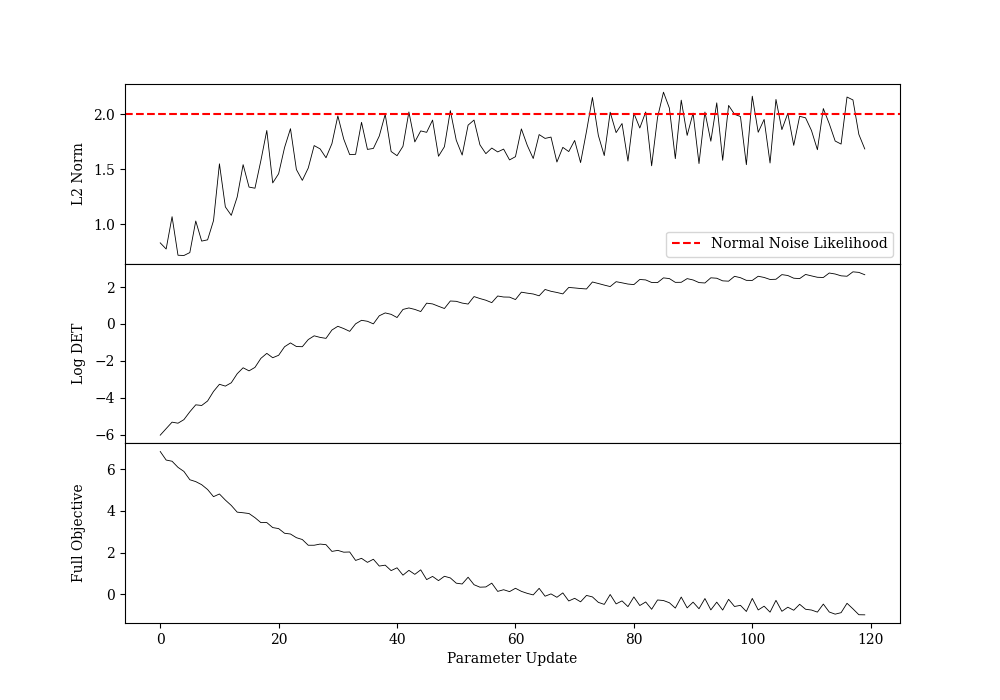 2.0
1.5
1.0
L2 Norm
Normal Noise Likelihood
2
0
−2
−4
−6
Log DET
6
4
2
0
Full Objective
0 20 40 60 80 100 120
Parameter Update